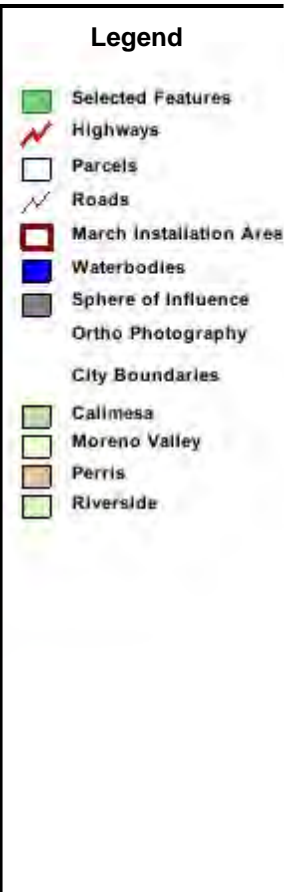 Legend
Selected Features
Highways
Parcels
Roads
March Installation Area
Waterbodies
Sphere of Influence
Ortho Photography
City Boundaries
Calimesa
Moreno Valley
Perris
Riverside